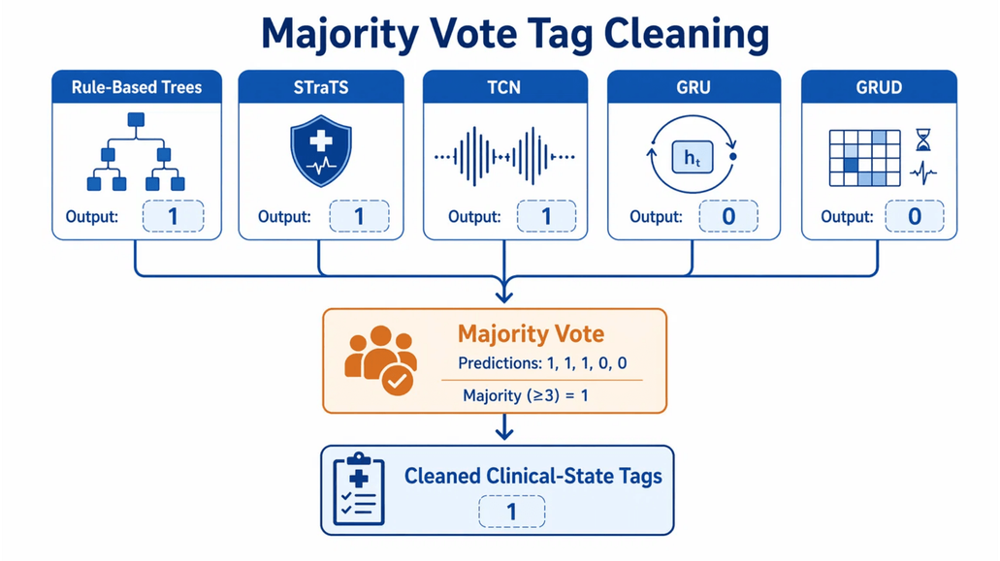 Majority Vote Tag Cleaning
Rule-Based Trees
Output: 1
STraTS
Output: 1
TCN
Output: 1
GRU
hₜ
Output: 0
GRUD
Output: 0
Majority Vote
Predictions: 1, 1, 1, 0, 0
Majority (≥3) = 1
Cleaned Clinical-State Tags
1